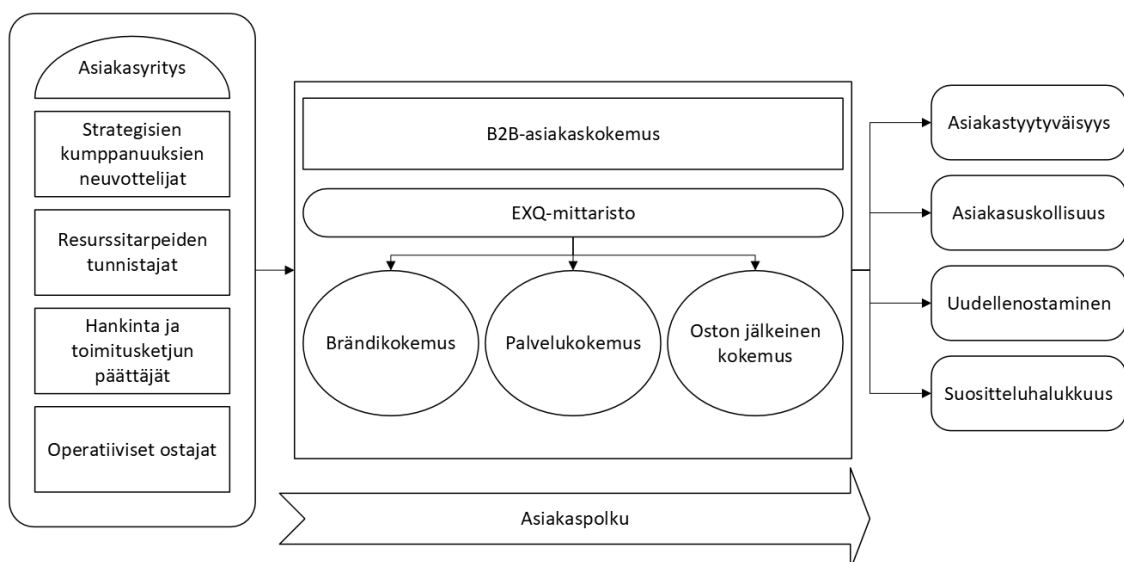 Asiakasyritys
Strategisien
kumppanuuksien
neuvottelijat
Resurssitarpeiden
tunnistajat
Hankinta ja
toimitusketjun
päättäjät
Operatiiviset ostajat
B2B-asiakaskokemus
EXQ-mittaristo
Brändikokemus
Palvelukokemus
Oston jälkeinen
kokemus
Asiakaspolku
Asiakastyytyväisyys
Asiakasuskollisuus
Uudellenostaminen
Suositteluhalukkuus